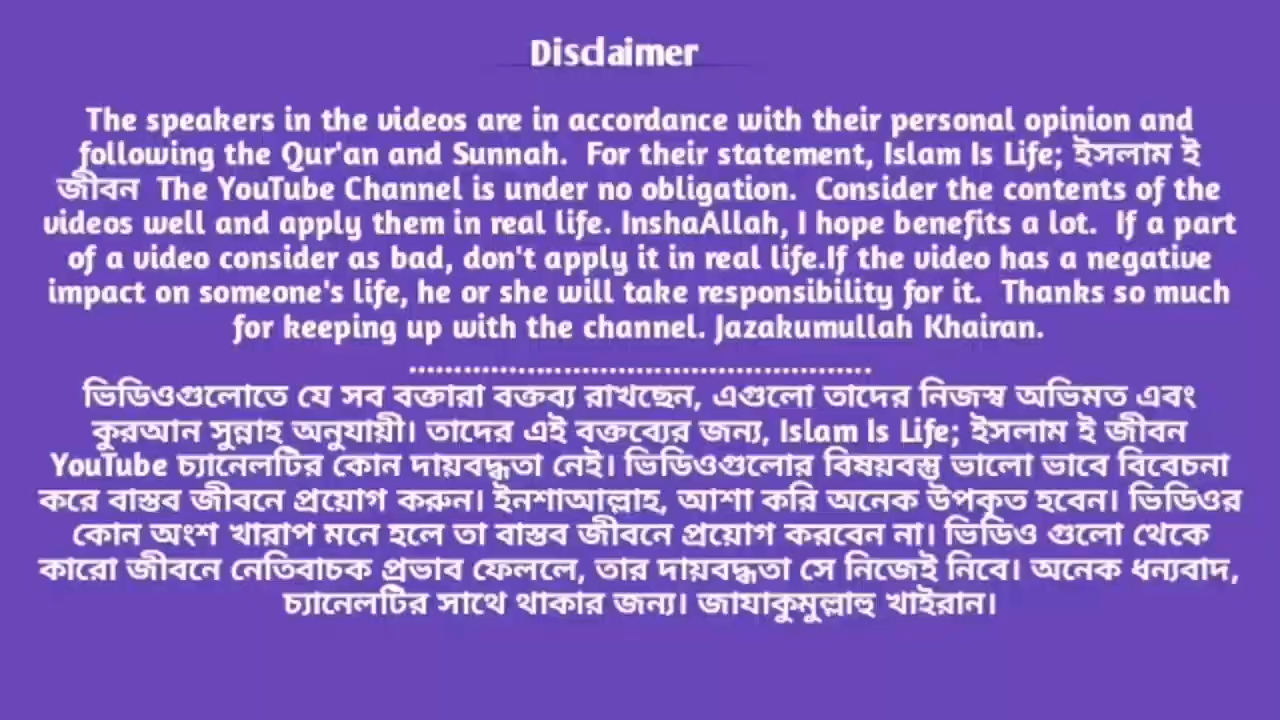 Disclaimer
The speakers in the videos are in accordance with their personal opinion and
following the Qur'an and Sunnah.  For their statement, Islam Is Life; ইসলাম ই
জীবন  The YouTube Channel is under no obligation.  Consider the contents of the
videos well and apply them in real life. InshaAllah, I hope benefits a lot.  If a part
of a video consider as bad, don't apply it in real life.If the video has a negative
impact on someone's life, he or she will take responsibility for it.  Thanks so much
for keeping up with the channel. Jazakumullah Khairan.
..................................................
ভিডিওগুলোতে যে সব বক্তারা বক্তব্য রাখছেন, এগুলো তাদের নিজস্ব অভিমত এবং
কুরআন সুন্নাহ অনুযায়ী। তাদের এই বক্তব্যের জন্য, Islam Is Life; ইসলাম ই জীবন
YouTube চ্যানেলটির কোন দায়বদ্ধতা নেই। ভিডিওগুলোর বিষয়বস্তু ভালো ভাবে বিবেচনা
করে বাস্তব জীবনে প্রয়োগ করুন। ইনশাআল্লাহ, আশা করি অনেক উপকৃত হবেন। ভিডিওর
কোন অংশ খারাপ মনে হলে তা বাস্তব জীবনে প্রয়োগ করবেন না। ভিডিও গুলো থেকে
কারো জীবনে নেতিবাচক প্রভাব ফেললে, তার দায়বদ্ধতা সে নিজেই নিবে। অনেক ধন্যবাদ,
চ্যানেলটির সাথে থাকার জন্য। জাযাকুমুল্লাহু খাইরান।